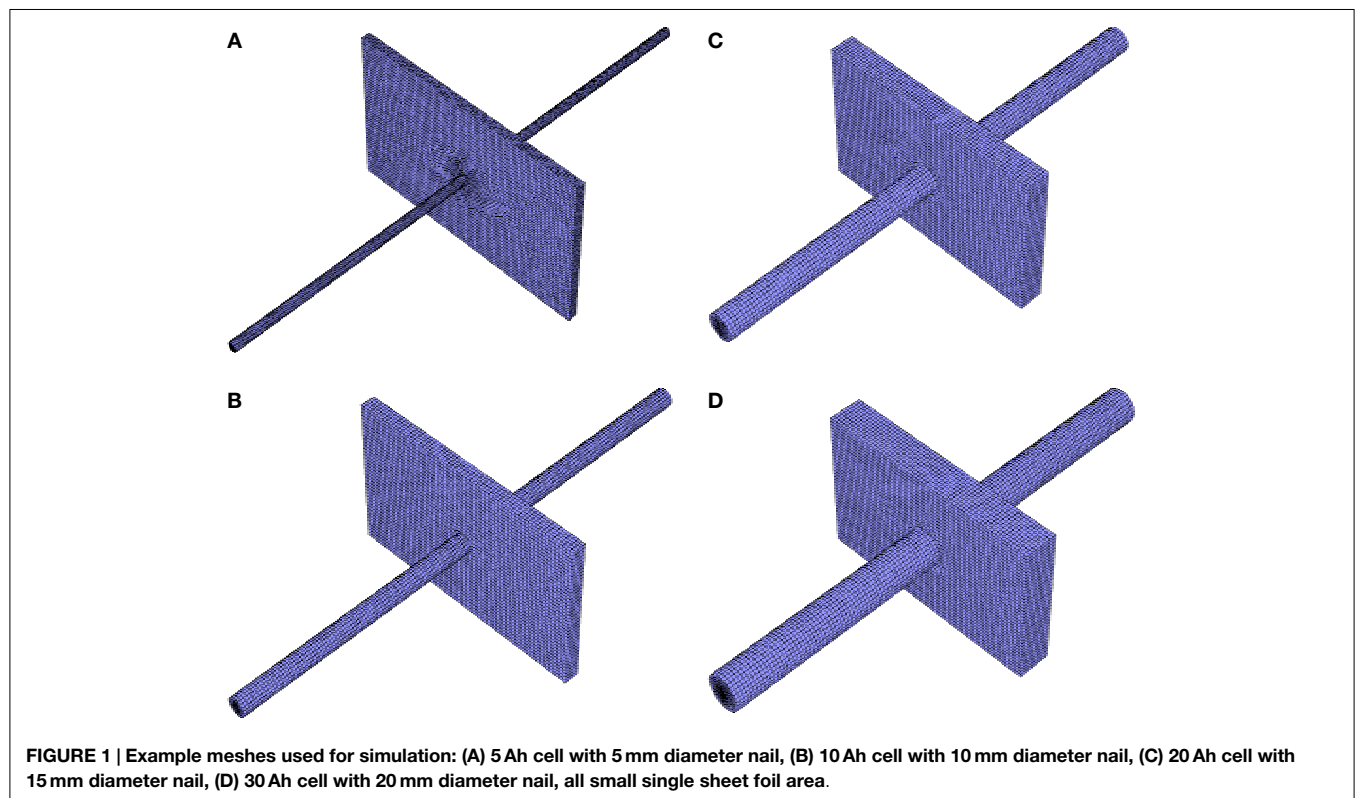 A
C
B
D
FIGURE 1 | Example meshes used for simulation: (A) 5 Ah cell with 5 mm diameter nail, (B) 10 Ah cell with 10 mm diameter nail, (C) 20 Ah cell with
15 mm diameter nail, (D) 30 Ah cell with 20 mm diameter nail, all small single sheet foil area.